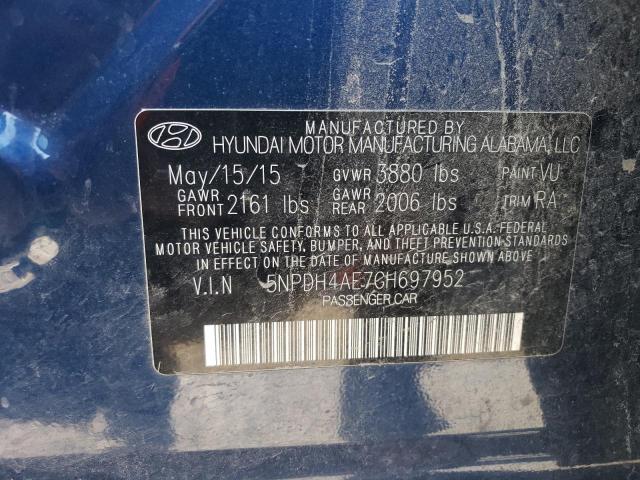 MANUFACTURED BY
HYUNDAI MOTOR MANUFACTURING ALABAMA, LLC
May/15/15 GVWR 3880 lbs PAINT VU
GAWR FRONT 2161 lbs GAWR REAR 2006 lbs TRIM RA
THIS VEHICLE CONFORMS TO ALL APPLICABLE U.S.A. FEDERAL
MOTOR VEHICLE SAFETY, BUMPER, AND THEFT PREVENTION STANDARDS
IN EFFECT ON THE DATE OF MANUFACTURE SHOWN ABOVE.
V.I.N 5NPDH4AE7GH697952
PASSENGER CAR